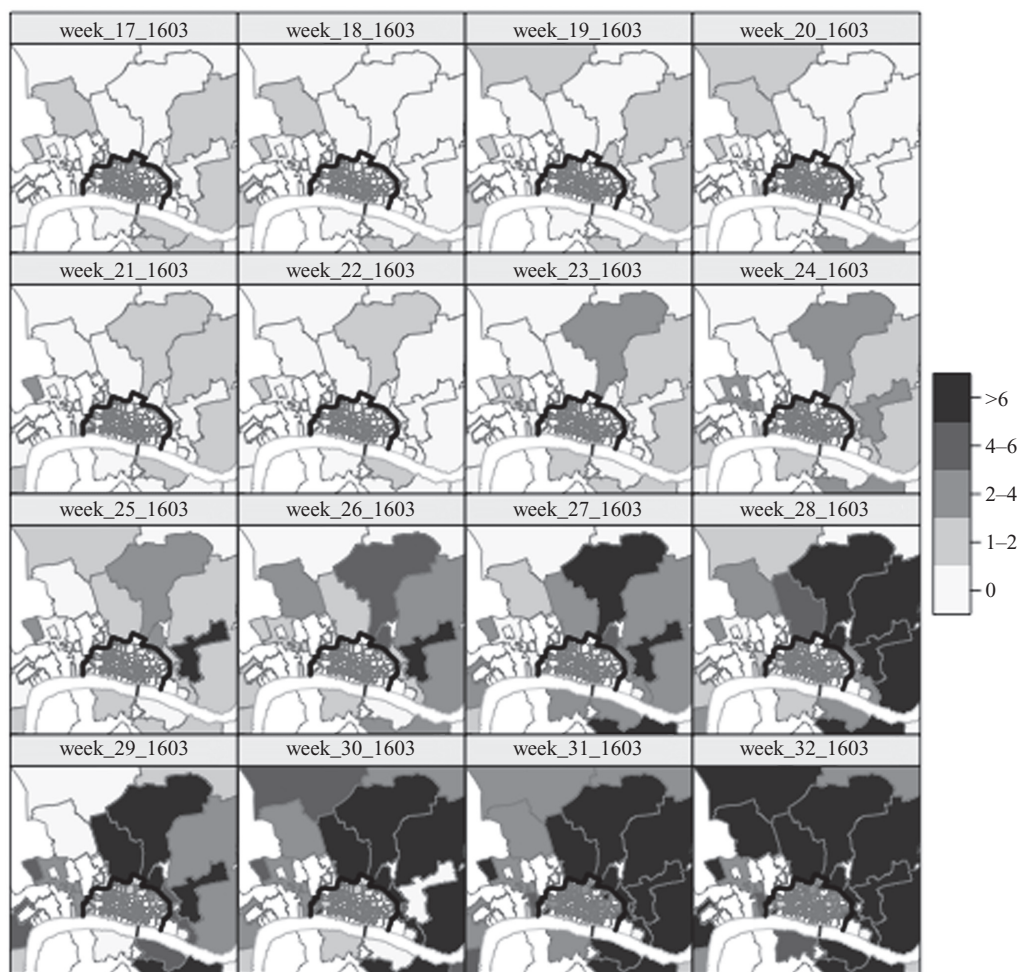 week_17_1603 week_18_1603 week_19_1603 week_20_1603
week_21_1603 week_22_1603 week_23_1603 week_24_1603
>6
4–6
2–4
1–2
0
week_25_1603 week_26_1603 week_27_1603 week_28_1603
week_29_1603 week_30_1603 week_31_1603 week_32_1603